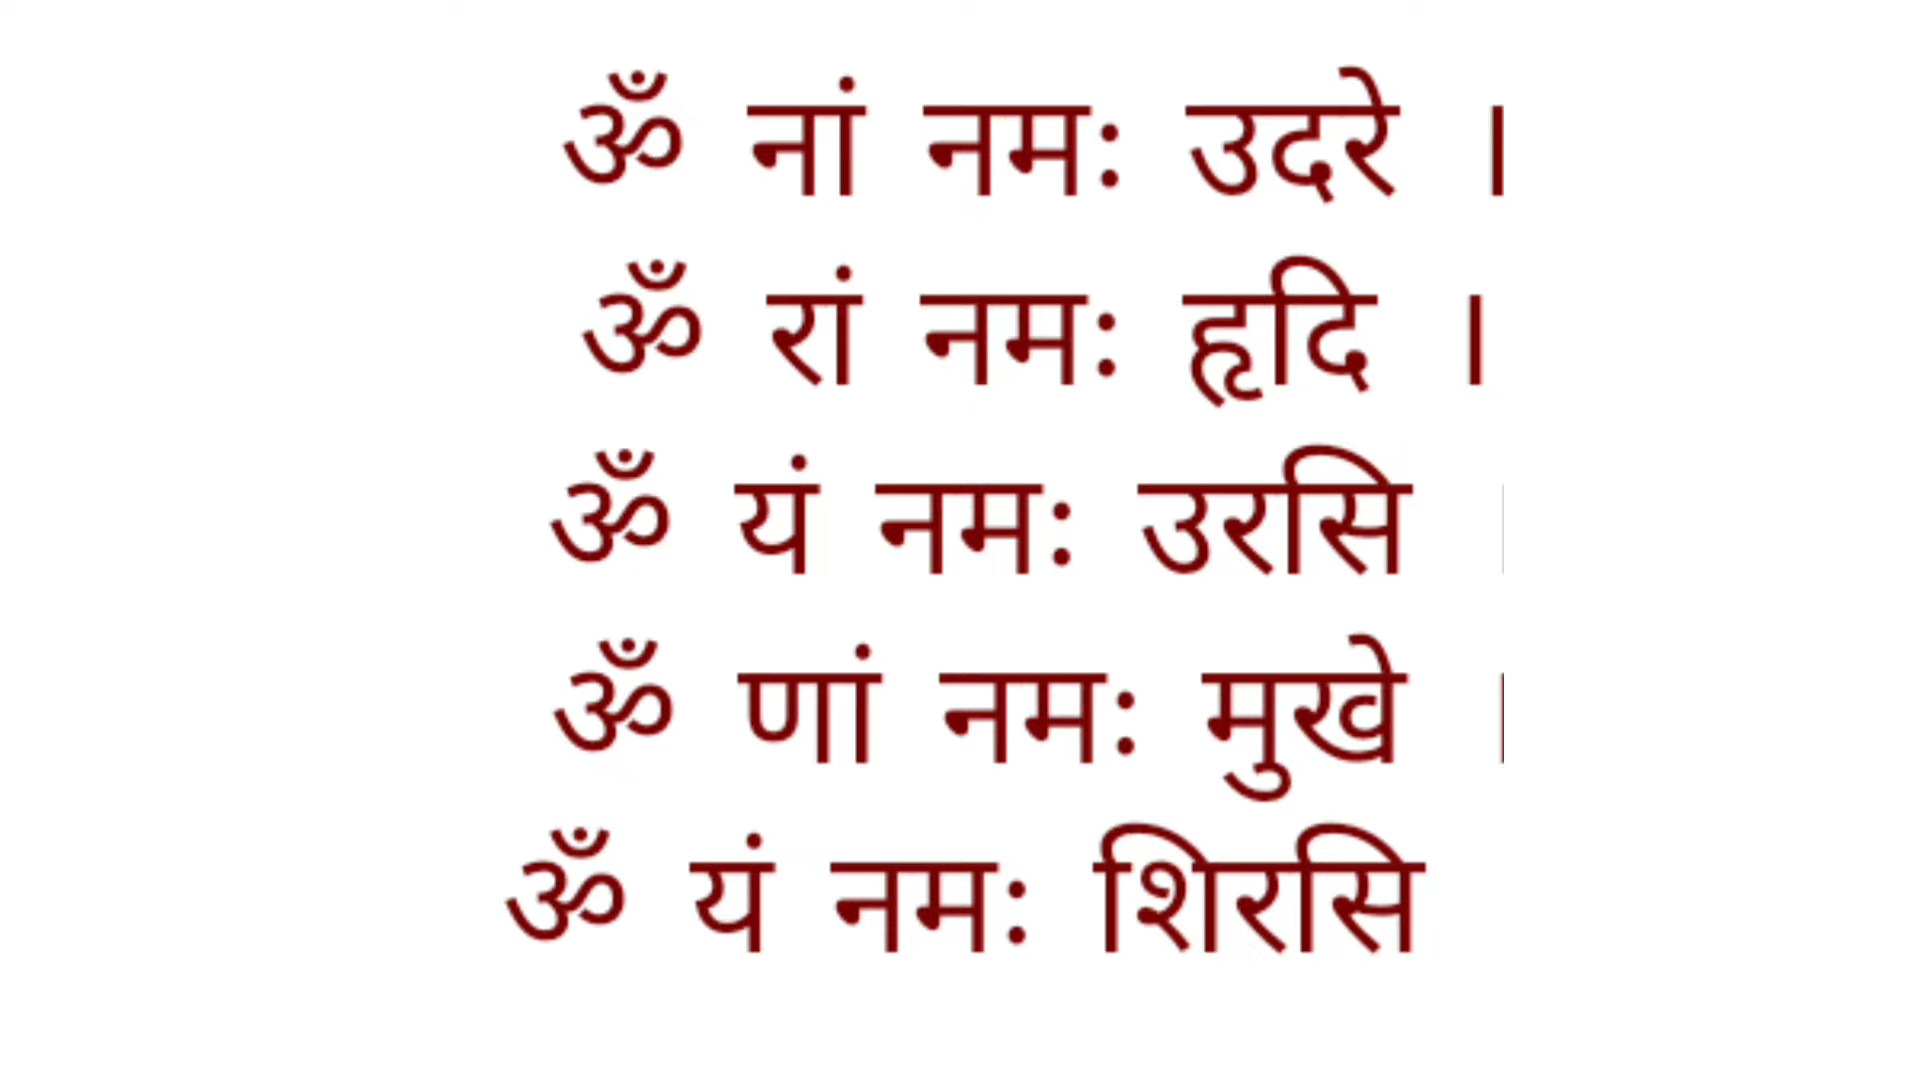 ॐ नां नमः उदरे ।
ॐ रां नमः हृदि ।
ॐ यं नमः उरसि ।
ॐ णां नमः मुखे ।
ॐ यं नमः शिरसि